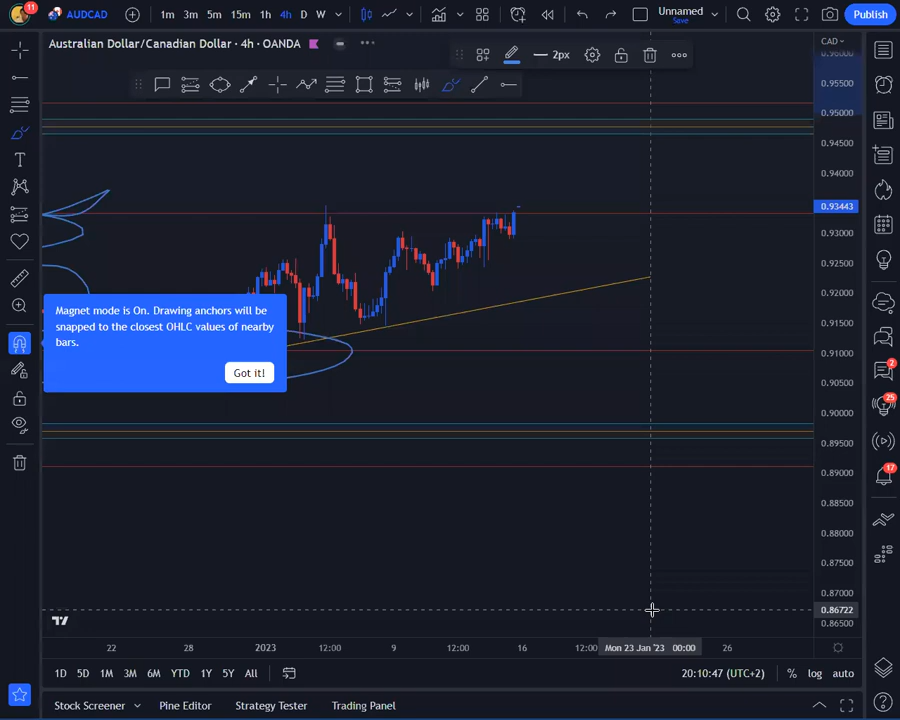 11
AUDCAD
1m 3m 5m 15m 1h 4h D W
Unnamed
Save
Publish
Australian Dollar/Canadian Dollar · 4h · OANDA
2px
CAD
0.95500
0.95000
0.94500
0.94000
0.93443
0.93000
0.92500
0.92000
0.91500
0.91000
0.90500
0.90000
0.89500
0.89000
0.88500
0.88000
0.87500
0.87000
0.86722
0.86500
T
Magnet mode is On. Drawing anchors will be
snapped to the closest OHLC values of nearby
bars.
Got it!
2
25
17
22 28 2023 12:00 9 12:00 16 12:00 Mon 23 Jan '23 00:00 26
1D 5D 1M 3M 6M YTD 1Y 5Y All
20:10:47 (UTC+2) % log auto
Stock Screener Pine Editor Strategy Tester Trading Panel